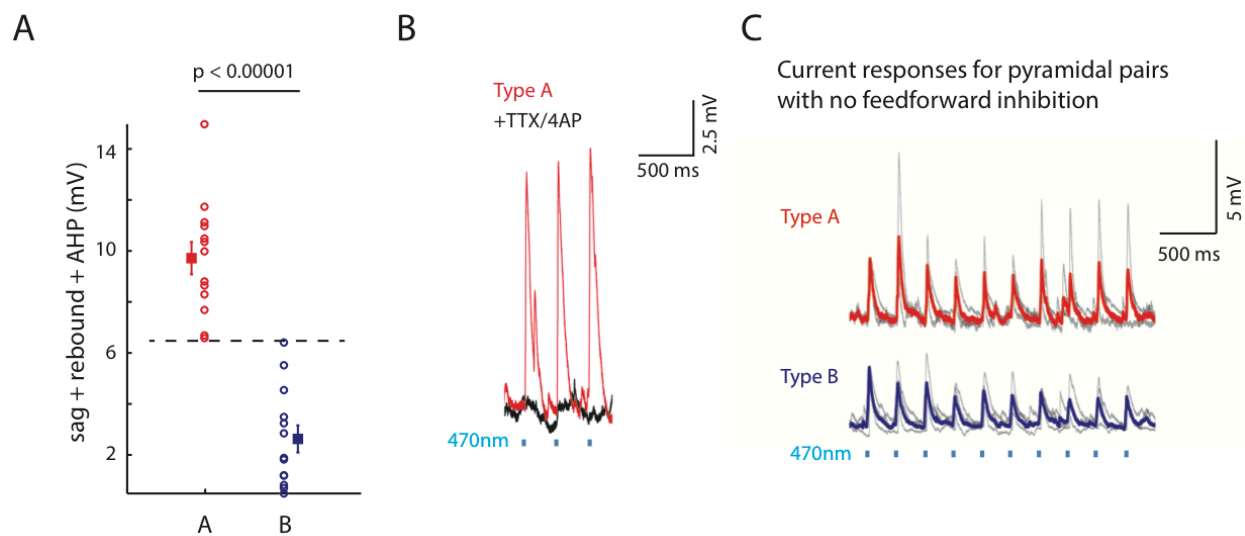 A
p < 0.00001
sag + rebound + AHP (mV)
14
10
6
2
A
B
B
Type A
+TTX/4AP
2.5 mV
500 ms
470nm
C
Current responses for pyramidal pairs
with no feedforward inhibition
Type A
5 mV
500 ms
Type B
470nm